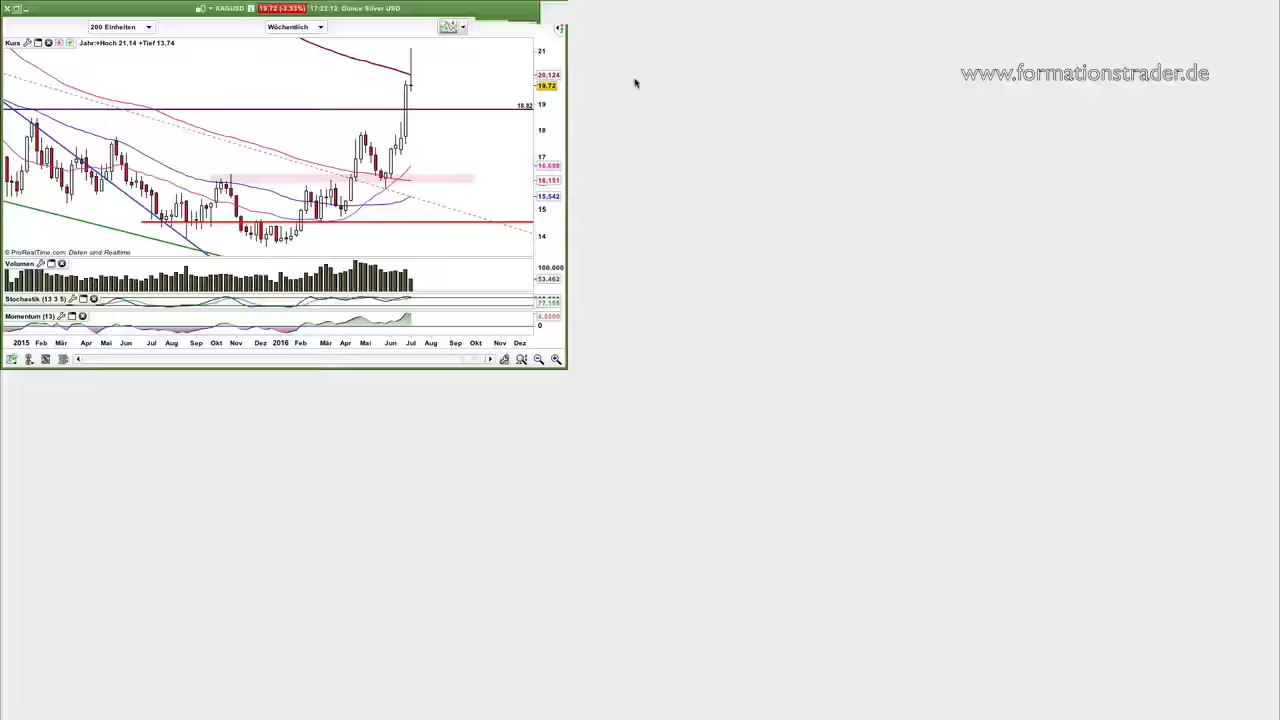 XAGUSD 19.72 (-3,33%) 17:22:12 Ounce Silver USD
200 Einheiten Wöchentlich
Kurs Jahr:+Hoch 21,14 +Tief 13,74
www.formationstrader.de
21
20,124
19.72
19
18.82
18
17
16.698
16,151
15,542
15
14
© ProRealTime.com Daten sind Realtime
Volumen
100.000
53.462
Stochastik (13 3 5)
77,155
Momentum (13)
0
2015 Feb Mär Apr Mai Jun Jul Aug Sep Okt Nov Dez 2016 Feb Mär Apr Mai Jun Jul Aug Sep Okt Nov Dez